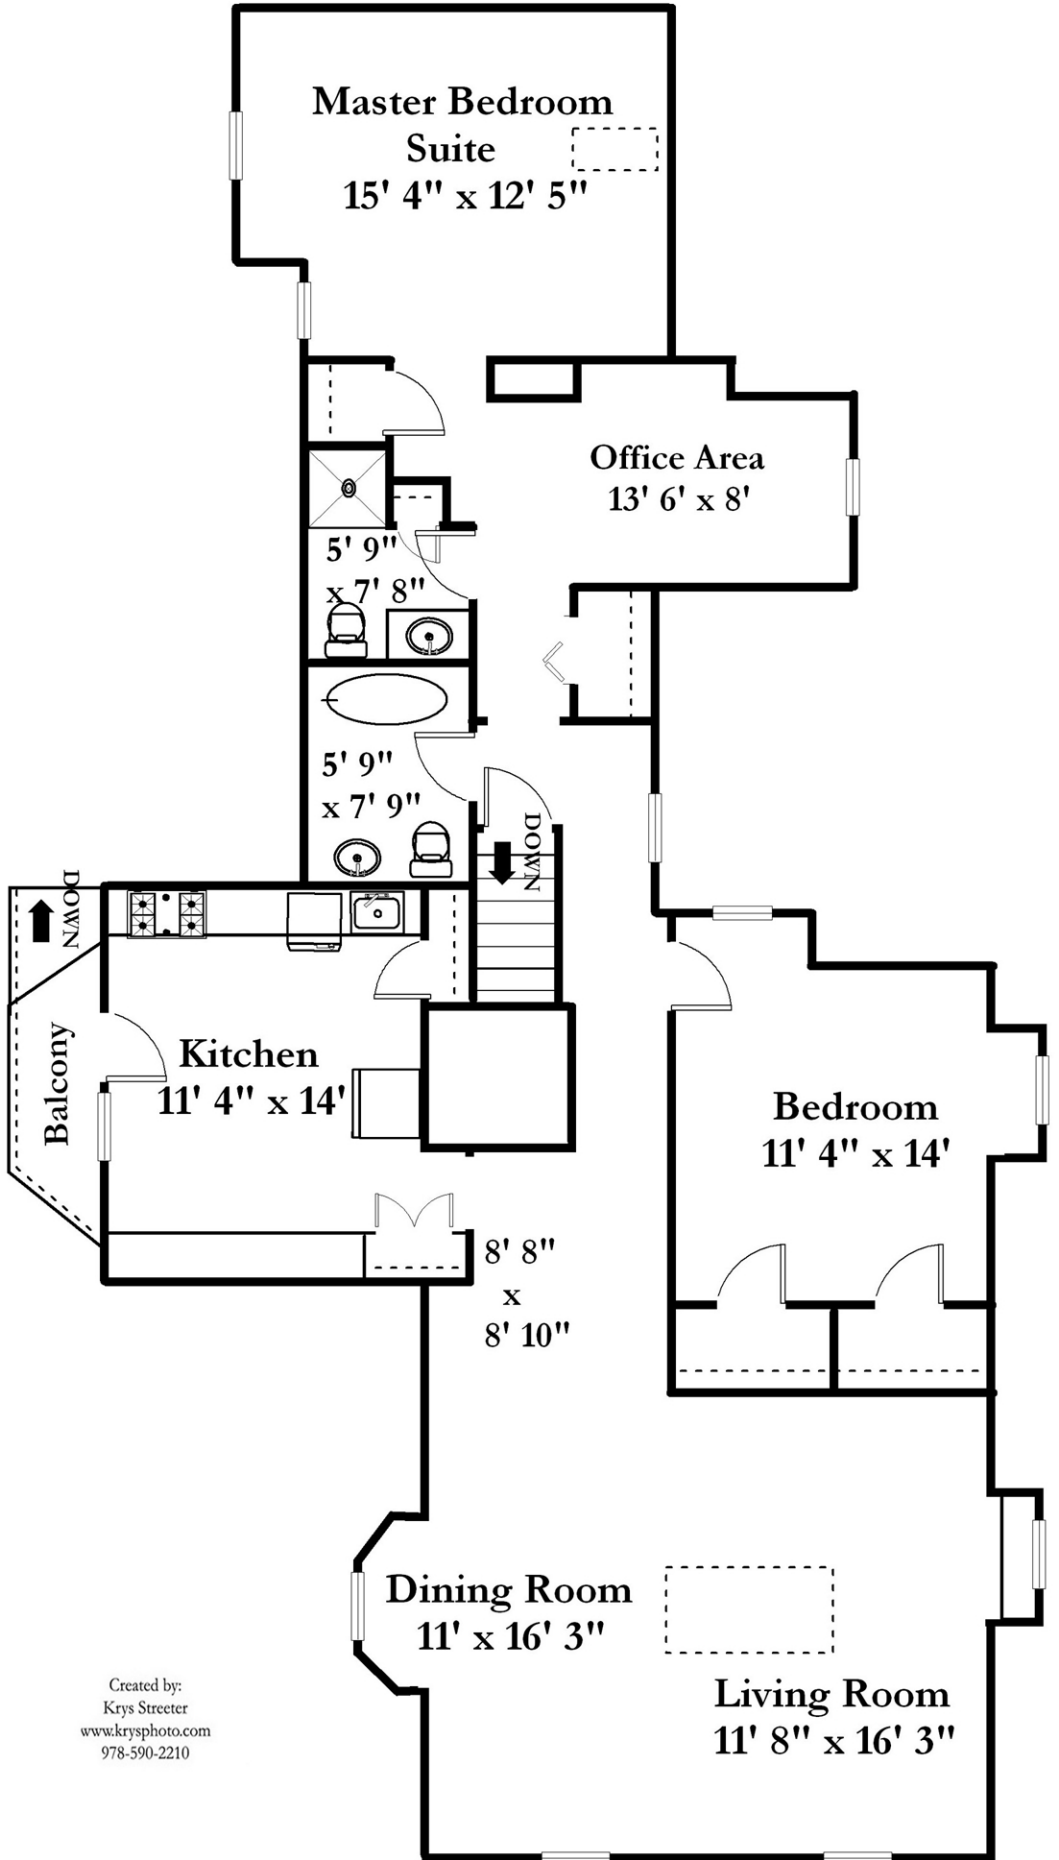 Master Bedroom
Suite
15' 4" x 12' 5"
Office Area
13' 6' x 8'
5' 9"
x 7' 8"
5' 9"
x 7' 9"
DOWN
DOWN
Balcony
Kitchen
11' 4" x 14'
Bedroom
11' 4" x 14'
8' 8"
x
8' 10"
Dining Room
11' x 16' 3"
Living Room
11' 8" x 16' 3"
Created by:
Krys Streeter
www.krysphoto.com
978-590-2210